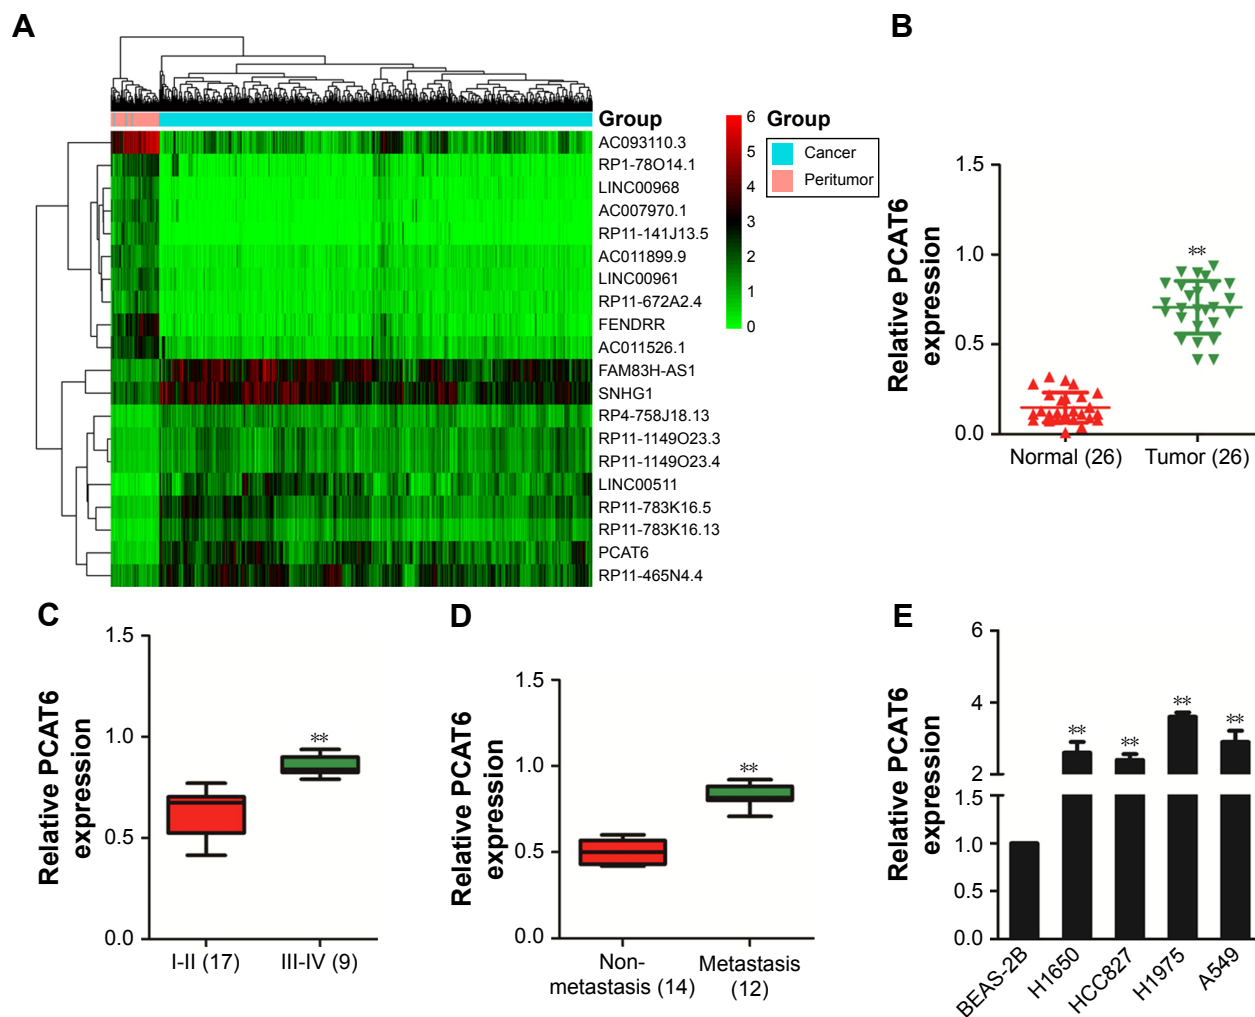 A
Group
AC093110.3
RP1-78O14.1
LINC00968
AC007970.1
RP11-141J13.5
AC011899.9
LINC00961
RP11-672A2.4
FENDRR
AC011526.1
FAM83H-AS1
SNHG1
RP4-758J18.13
RP11-1149O23.3
RP11-1149O23.4
LINC00511
RP11-783K16.5
RP11-783K16.13
PCAT6
RP11-465N4.4
6
5
4
3
2
1
0
Group
Cancer
Peritumor
B
Relative PCAT6
expression
1.5
1.0
0.5
0.0
**
Normal (26)
Tumor (26)
C
Relative PCAT6
expression
1.5
1.0
0.5
0.0
**
I-II (17)
III-IV (9)
D
Relative PCAT6
expression
1.5
1.0
0.5
0.0
**
Non-
metastasis (14)
Metastasis
(12)
E
Relative PCAT6
expression
6
4
2
1.5
1.0
0.5
0.0
**
**
**
**
BEAS-2B
H1650
HCC827
H1975
A549